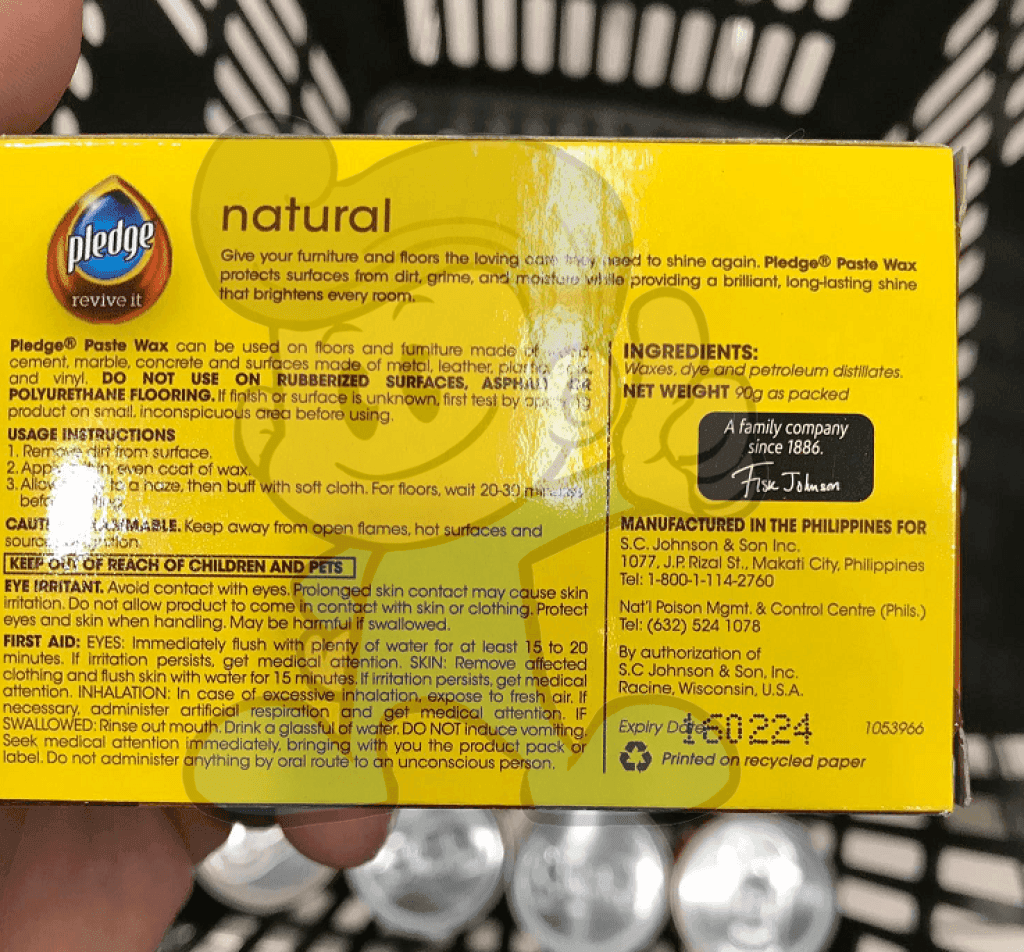 pledge
revive it
natural
Give your furniture and floors the loving care they need to shine again. Pledge® Paste Wax
protects surfaces from dirt, grime, and moisture while providing a brilliant, long-lasting shine
that brightens every room.
Pledge® Paste Wax can be used on floors and furniture made of
cement, marble, concrete and surfaces made of metal, leather,
and vinyl. DO NOT USE ON RUBBERIZED SURFACES, ASPHALT OR
POLYURETHANE FLOORING. If finish or surface is unknown, first test by applying
product on small, inconspicuous area before using.
USAGE INSTRUCTIONS
1. Remove dirt from surface.
2. Apply thin, even coat of wax.
3. Allow to a haze, then buff with soft cloth. For floors, wait 20-30 minutes
CAUTION FLAMMABLE. Keep away from open flames, hot surfaces and
KEEP OUT OF REACH OF CHILDREN AND PETS
EYE IRRITANT. Avoid contact with eyes. Prolonged skin contact may cause skin
irritation. Do not allow product to come in contact with skin or clothing. Protect
eyes and skin when handling. May be harmful if swallowed.
FIRST AID: EYES: Immediately flush with plenty of water for at least 15 to 20
minutes. If irritation persists, get medical attention. SKIN: Remove affected
clothing and flush skin with water for 15 minutes. If irritation persists, get medical
attention. INHALATION: In case of excessive inhalation, expose to fresh air. If
necessary, administer artificial respiration and get medical attention. IF
SWALLOWED: Rinse out mouth. Drink a glassful of water. DO NOT induce vomiting.
Seek medical attention immediately, bringing with you the product pack or
label. Do not administer anything by oral route to an unconscious person.
INGREDIENTS:
Waxes, dye and petroleum distillates.
NET WEIGHT 90g as packed
A family company
since 1886.
Fisk Johnson
MANUFACTURED IN THE PHILIPPINES FOR
S.C. Johnson & Son Inc.
1077, J.P. Rizal St., Makati City, Philippines
Tel: 1-800-1-114-2760
Nat'l Poison Mgmt. & Control Centre (Phils.)
Tel: (632) 524 1078
By authorization of
S.C Johnson & Son, Inc.
Racine, Wisconsin, U.S.A.
Expiry Date: 160224
1053966
Printed on recycled paper